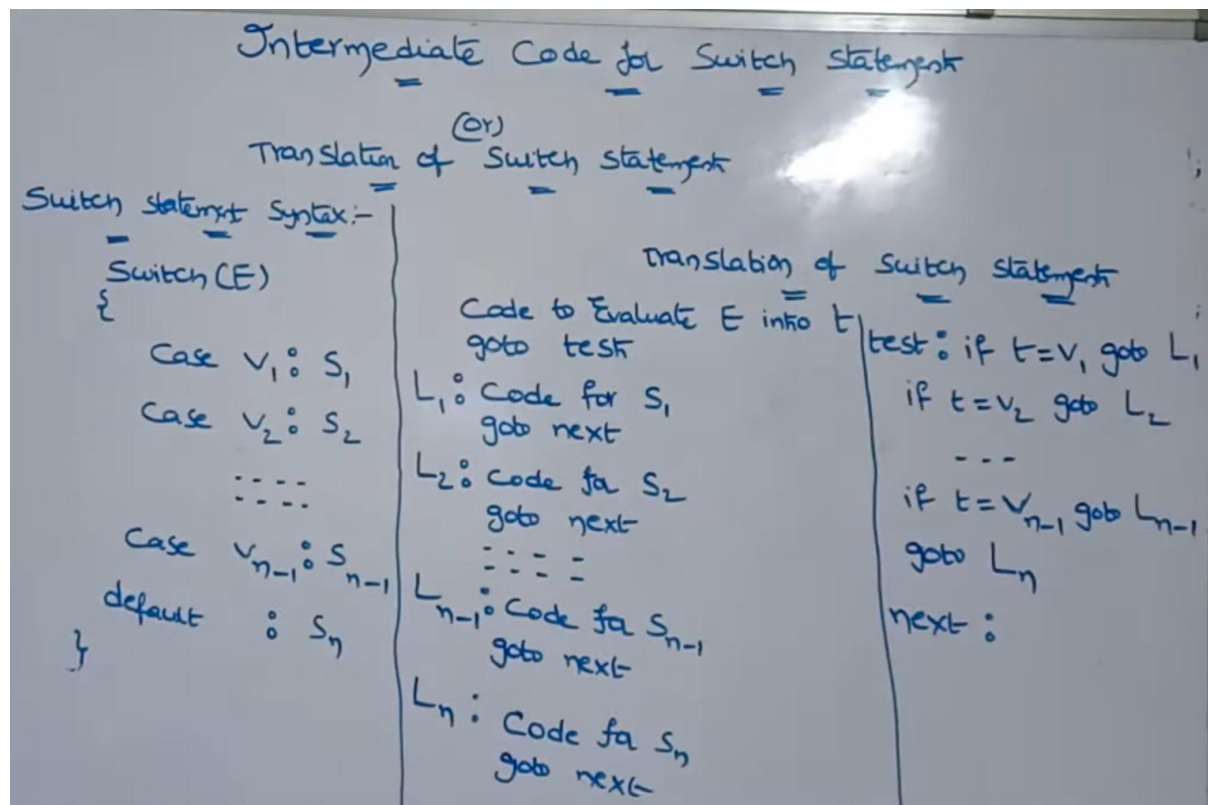 Intermediate Code for Switch Statement
(or)
Translation of Switch Statement
Switch statement Syntax:-
Switch (E)
{
Case V₁ : S₁
Case V₂ : S₂
- - - -
- - - -
Case Vₙ₋₁ : Sₙ₋₁
default : Sₙ
}
Translation of Switch Statement
Code to Evaluate E into t
goto test
L₁ : Code for S₁
goto next
L₂ : Code for S₂
goto next
- - - -
- - - -
Lₙ₋₁ : Code for Sₙ₋₁
goto next
Lₙ : Code for Sₙ
goto next
test : if t=V₁ goto L₁
if t=V₂ goto L₂
- - -
if t=Vₙ₋₁ goto Lₙ₋₁
goto Lₙ
next :